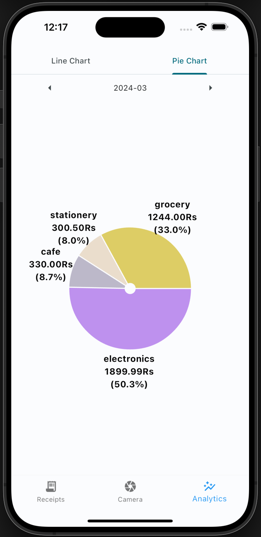 12:17
Line Chart
Pie Chart
2024-03
grocery
1244.00Rs
(33.0%)
stationery
300.50Rs
(8.0%)
cafe
330.00Rs
(8.7%)
electronics
1899.99Rs
(50.3%)
Receipts
Camera
Analytics